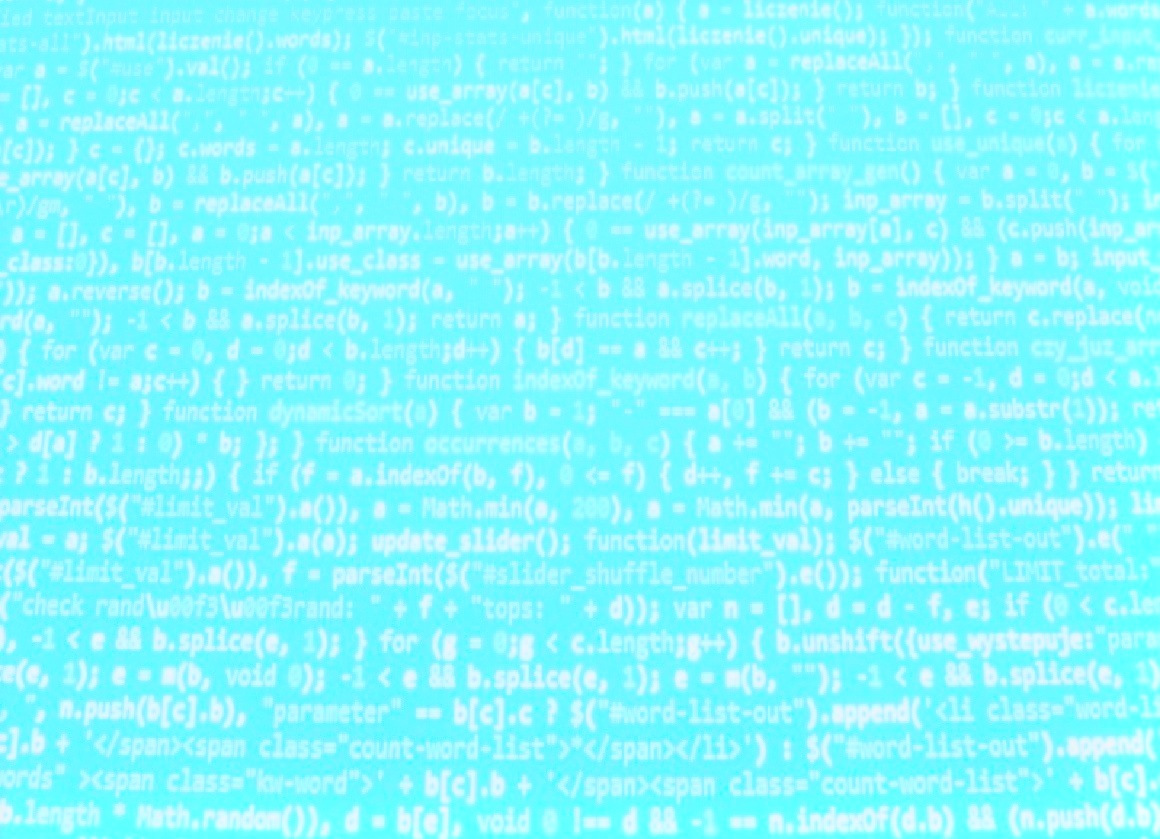 textInput input change keypress paste focus", function(a) { a = liczenie(); function("ALL: " + a.words
ats-all").html(liczenie().words); $("#inp-stats-unique").html(liczenie().unique); }); function curr_input
var a = $("#use").val(); if (0 == a.length) { return ""; } for (var a = replaceAll(",", " ", a), a = a.re
= [], c = 0;c < a.length;c++) { 0 == use_array(a[c], b) && b.push(a[c]); } return b; } function liczenie
, a = replaceAll(",", " ", a), a = a.replace(/ +(?= )/g, ""), a = a.split(" "), b = [], c = 0;c < a.len
b[c]); } c = {}; c.words = a.length; c.unique = b.length - 1; return c; } function use_unique(a) { for
e_array(a[c], b) && b.push(a[c]); } return b.length; } function count_array_gen() { var a = 0, b = $("
\r)/gm, " "), b = replaceAll(",", " ", b), b = b.replace(/ +(?= )/g, ""); inp_array = b.split(" "); in
a = [], c = [], a = 0;a < inp_array.length;a++) { 0 == use_array(inp_array[a], c) && (c.push(inp_ar
_class:0}), b[b.length - 1].use_class = use_array(b[b.length - 1].word, inp_array)); } a = b; input_
")); a.reverse(); b = indexOf_keyword(a, " "); -1 < b && a.splice(b, 1); b = indexOf_keyword(a, void
rd(a, ""); -1 < b && a.splice(b, 1); return a; } function replaceAll(a, b, c) { return c.replace(
) { for (var c = 0, d = 0;d < b.length;d++) { b[d] == a && c++; } return c; } function czy_juz_arr
[c].word != a;c++) { } return 0; } function indexOf_keyword(a, b) { for (var c = -1, d = 0;d < a.l
} return c; } function dynamicSort(a) { var b = 1; "-" === a[0] && (b = -1, a = a.substr(1)); ret
> d[a] ? 1 : 0) * b; }; } function occurrences(a, b, c) { a += ""; b += ""; if (0 >= b.length)
? 1 : b.length;;) { if (f = a.indexOf(b, f), 0 <= f) { d++, f += c; } else { break; } } return
parseInt($("#limit_val").a()), a = Math.min(a, 200), a = Math.min(a, parseInt(h().unique)); li
val = a; $("#limit_val").a(a); update_slider(); function(limit_val); $("#word-list-out").e("
($("#limit_val").a()), f = parseInt($("#slider_shuffle_number").e()); function("LIMIT_total:
("check rand\u00f3\u00f3rand: " + f + "tops: " + d)); var n = [], d = d - f, e; if (0 < c.len
), -1 < e && b.splice(e, 1); } for (g = 0;g < c.length;g++) { b.unshift({use_wystepuje:"para
ce(e, 1); e = m(b, void 0); -1 < e && b.splice(e, 1); e = m(b, ""); -1 < e && b.splice(e, 1)
", n.push(b[c].b), "parameter" == b[c].c ? $("#word-list-out").append('<li class="word-li
c].b + '</span><span class="count-word-list">*</span></li>') : $("#word-list-out").append(
words" ><span class="kw-word">' + b[c].b + '</span><span class="count-word-list">' + b[c].
b.length * Math.random()), d = b[e], void 0 !== d && -1 == n.indexOf(d.b) && (n.push(d.b)